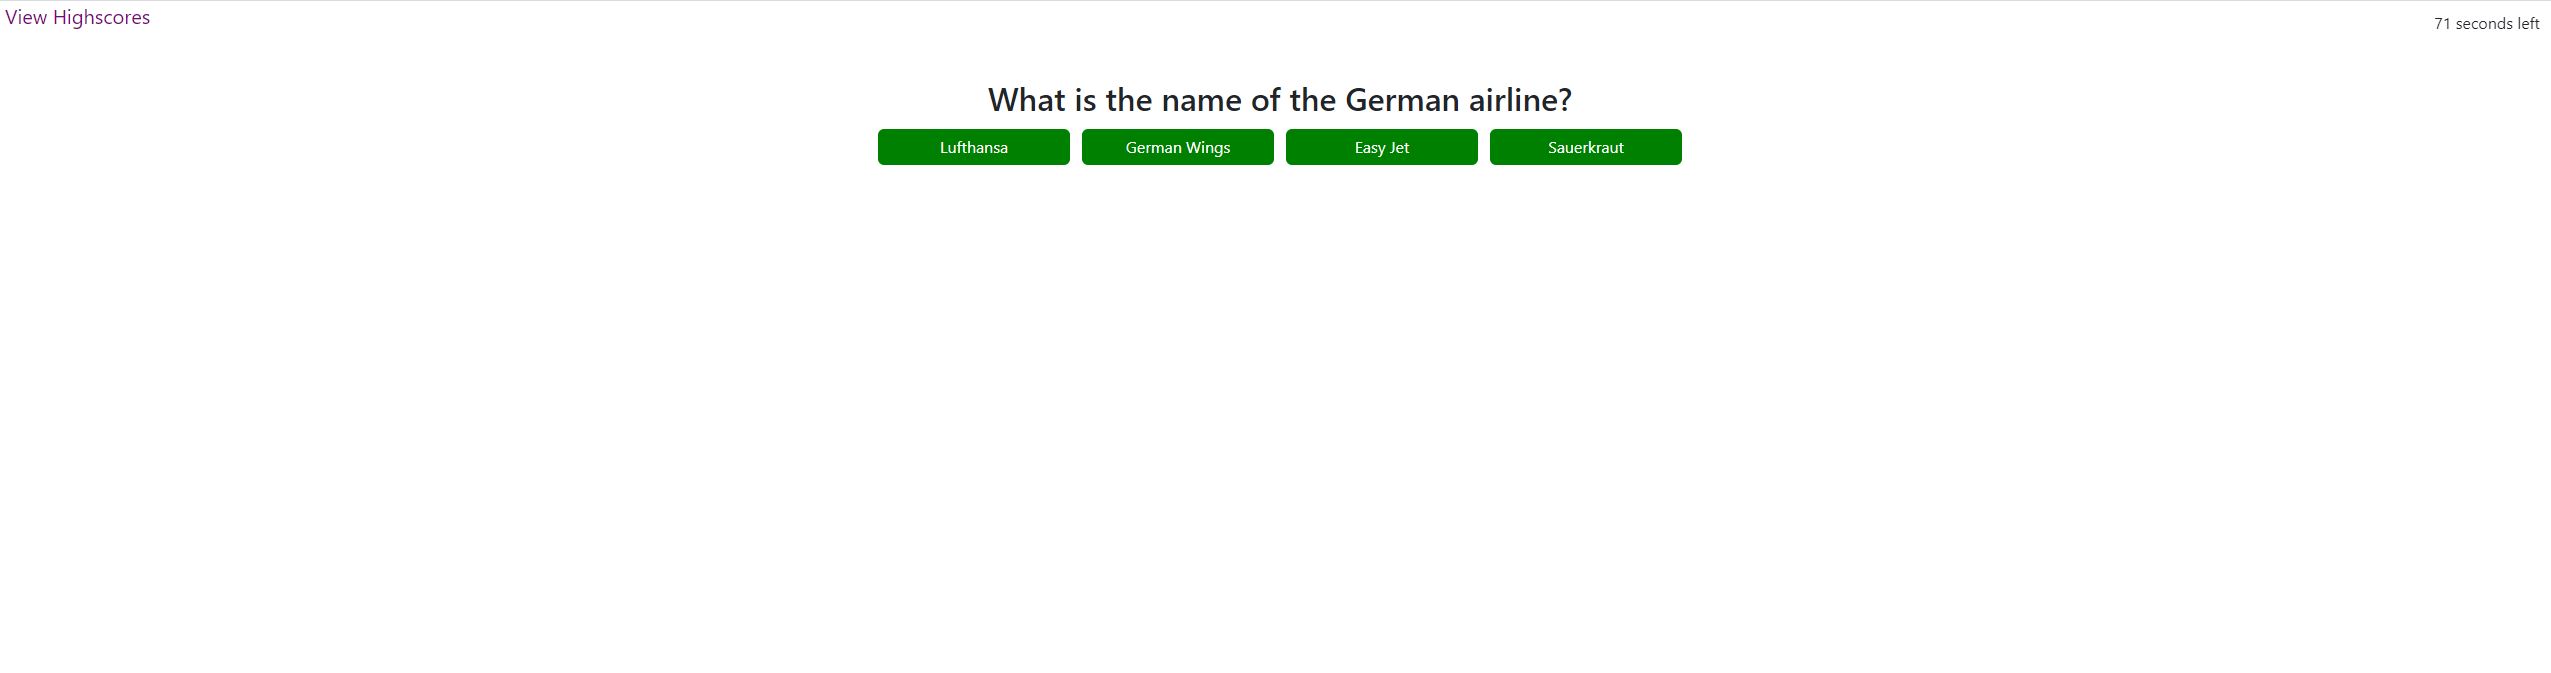 View Highscores
71 seconds left
What is the name of the German airline?
Lufthansa
German Wings
Easy Jet
Sauerkraut